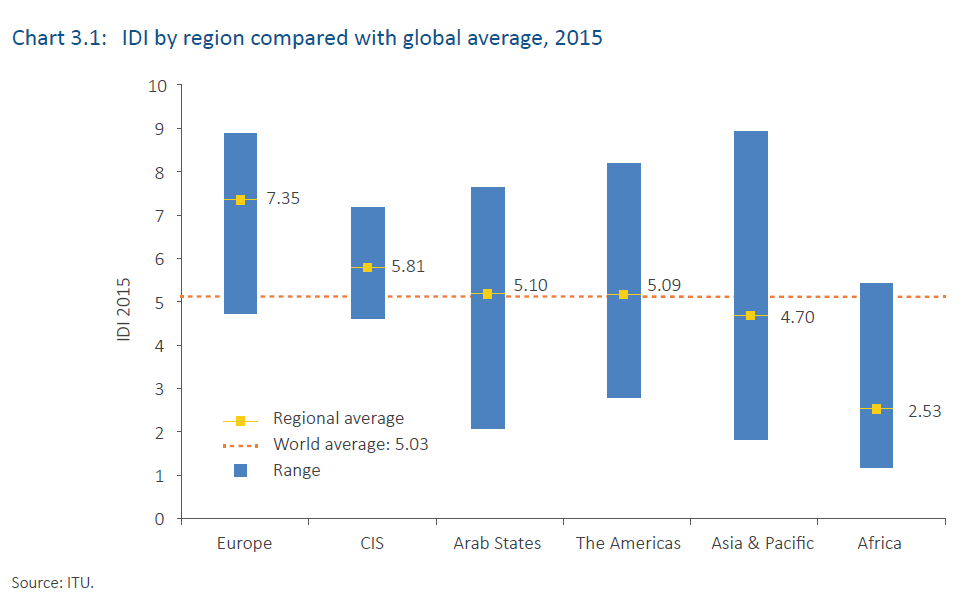 Chart 3.1: IDI by region compared with global average, 2015
10
9
8
7
6
5
4
3
2
1
0
IDI 2015
7.35
5.81
5.10
5.09
4.70
2.53
Regional average
World average: 5.03
Range
Europe
CIS
Arab States
The Americas
Asia & Pacific
Africa
Source: ITU.